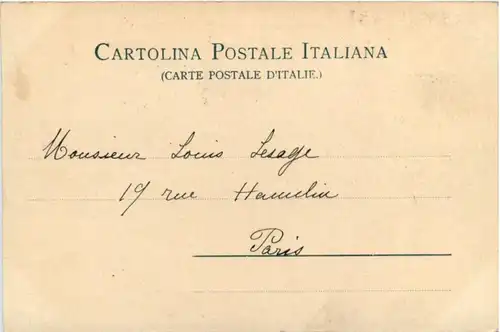 CARTOLINA POSTALE ITALIANA
(CARTE POSTALE D'ITALIE.)
Monsieur Louis Lesage
19 rue Hamelin
Paris